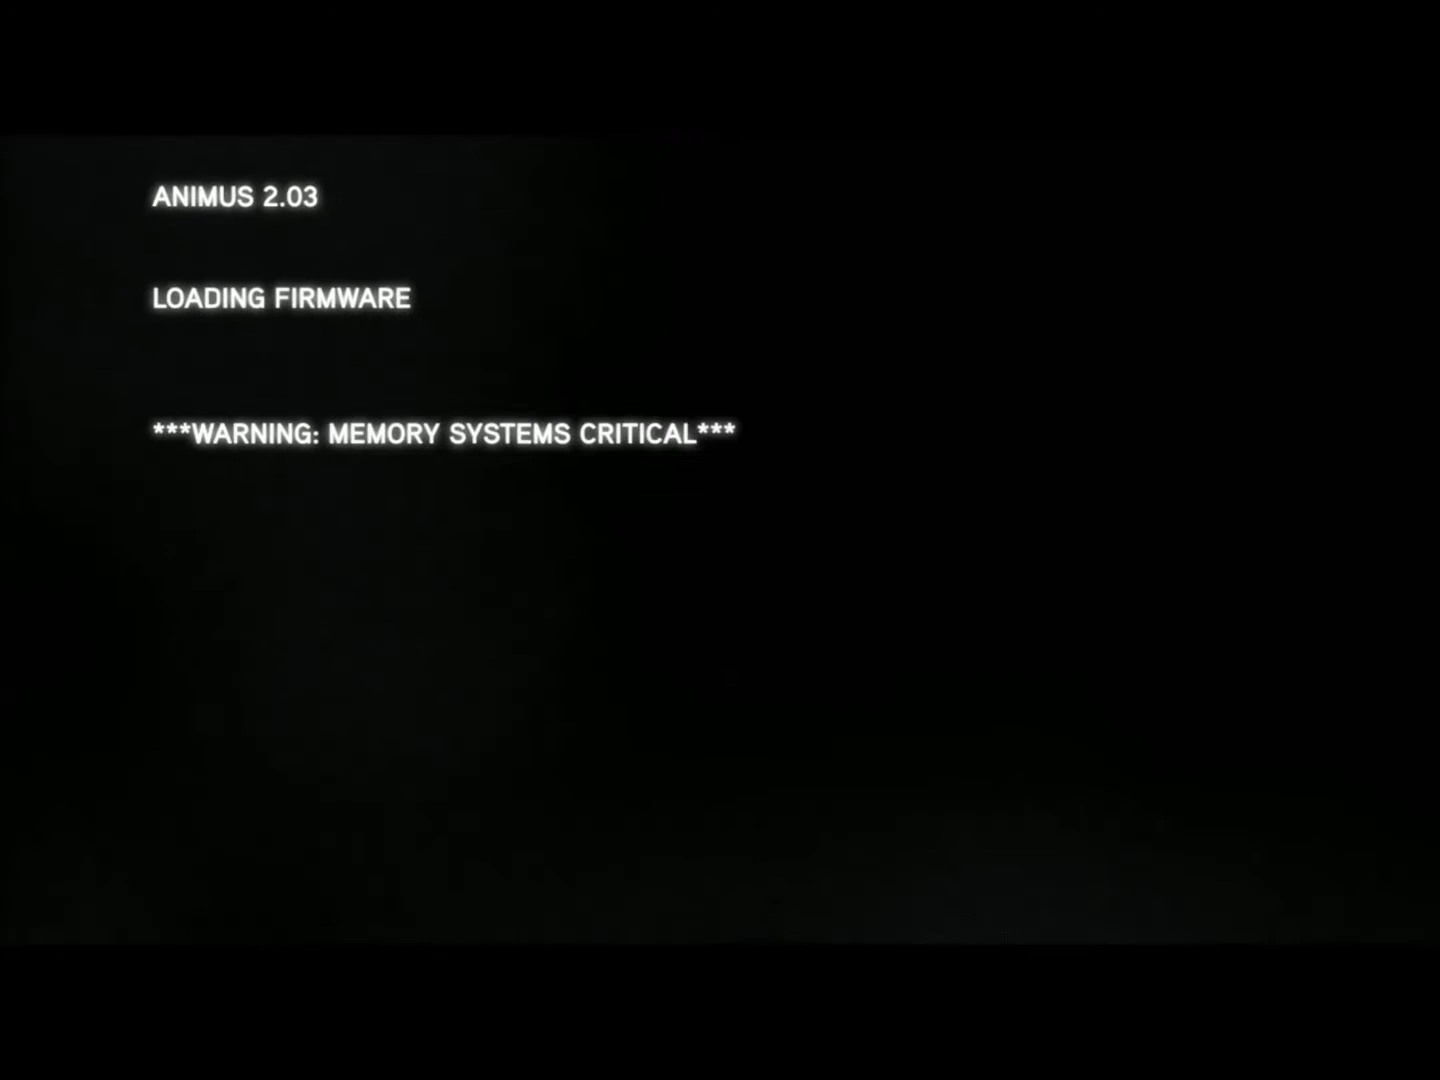 ANIMUS 2.03
LOADING FIRMWARE
***WARNING: MEMORY SYSTEMS CRITICAL***